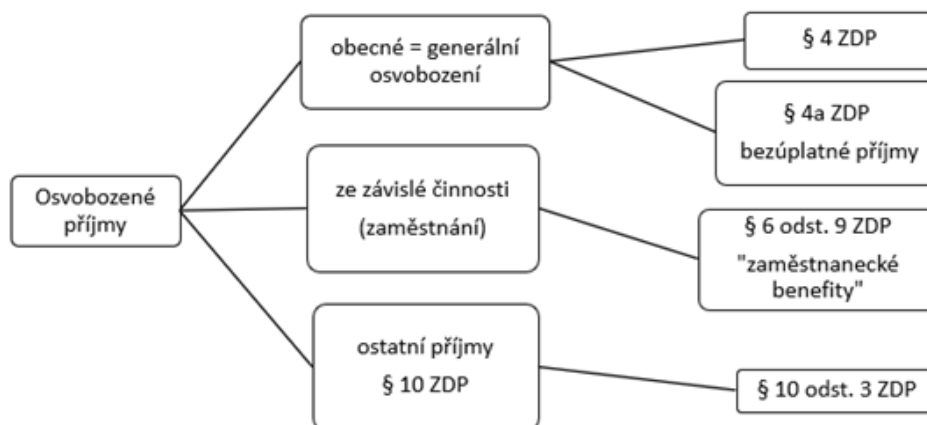 Osvobozené
příjmy
obecné = generální
osvobození
ze závislé činnosti
(zaměstnání)
ostatní příjmy
§ 10 ZDP
§ 4 ZDP
§ 4a ZDP
bezúplatné příjmy
§ 6 odst. 9 ZDP
"zaměstnanecké
benefity"
§ 10 odst. 3 ZDP